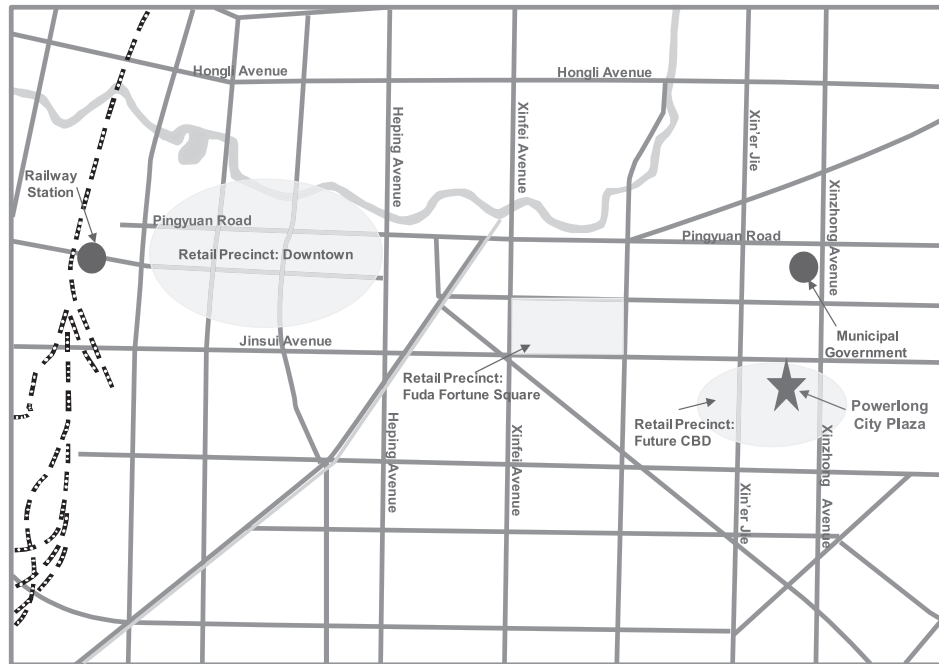 Hongli Avenue
Hongli Avenue
Heping Avenue
Xinfei Avenue
Xin'er Jie
Railway
Station
Xinzhong Avenue
Pingyuan Road
Pingyuan Road
Retail Precinct: Downtown
Municipal
Government
Jinsui Avenue
Retail Precinct:
Fuda Fortune Square
Retail Precinct:
Future CBD
Powerlong
City Plaza
Heping Avenue
Xinfei Avenue
Xin'er Jie
Xinzhong Avenue